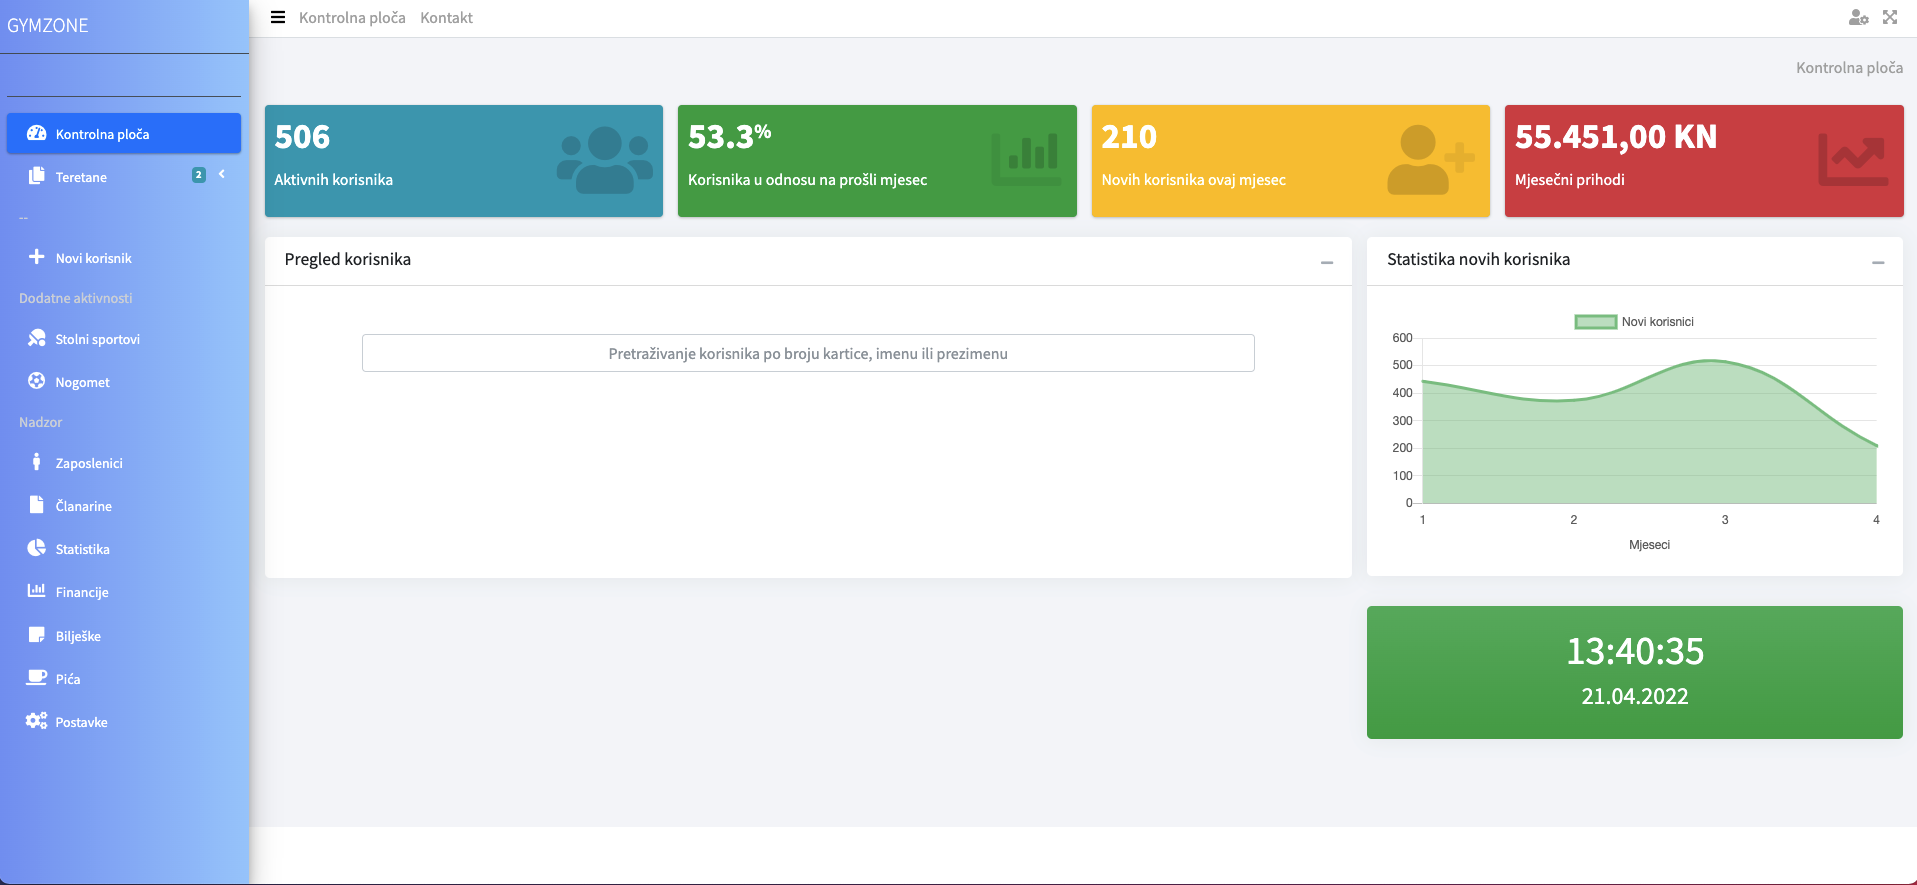 GYMZONE
Kontrolna ploča
Teretane
2
--
Novi korisnik
Dodatne aktivnosti
Stolni sportovi
Nogomet
Nadzor
Zaposlenici
Članarine
Statistika
Financije
Bilješke
Pića
Postavke
Kontrolna ploča Kontakt
Kontrolna ploča
506
Aktivnih korisnika
53.3%
Korisnika u odnosu na prošli mjesec
210
Novih korisnika ovaj mjesec
55.451,00 KN
Mjesečni prihodi
Pregled korisnika
Pretraživanje korisnika po broju kartice, imenu ili prezimenu
Statistika novih korisnika
Novi korisnici
600
500
400
300
200
100
0
1 2 3 4
Mjeseci
13:40:35
21.04.2022